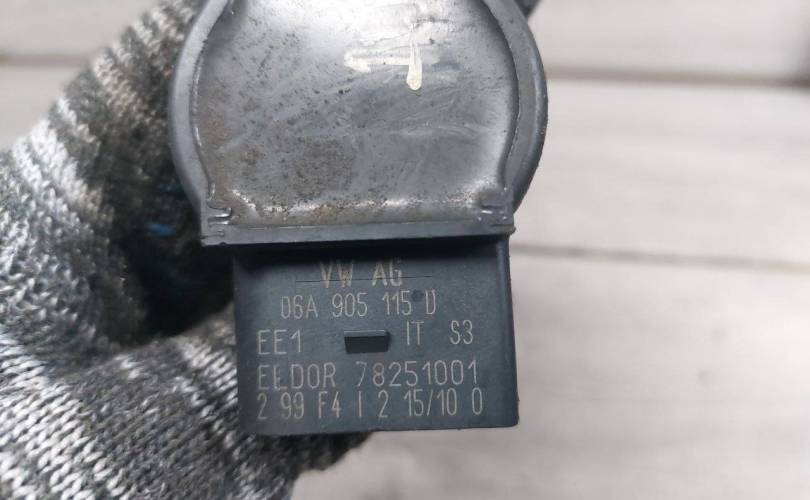 VW AG
06A 905 115 D
EE1 IT S3
ELDOR 78251001
2 99 F4 I 2 15/10 0